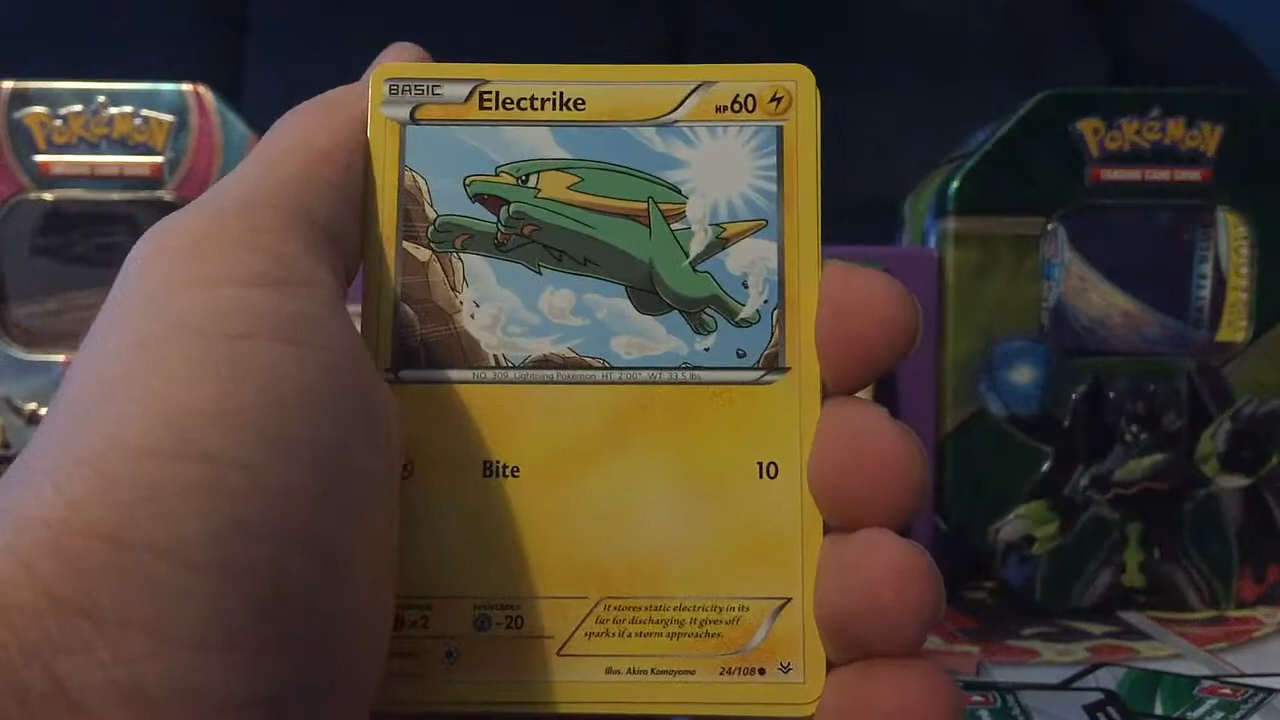 POKéMON
TRADING CARD GAME
BASIC
Electrike
HP60
NO. 309 Lightning Pokémon HT: 2'00" WT: 33.5 lbs.
Bite
10
x2
resistance
-20
It stores static electricity in its
fur for discharging. It gives off
sparks if a storm approaches.
Illus. Akira Komayama
24/108
POKéMON
TRADING CARD GAME